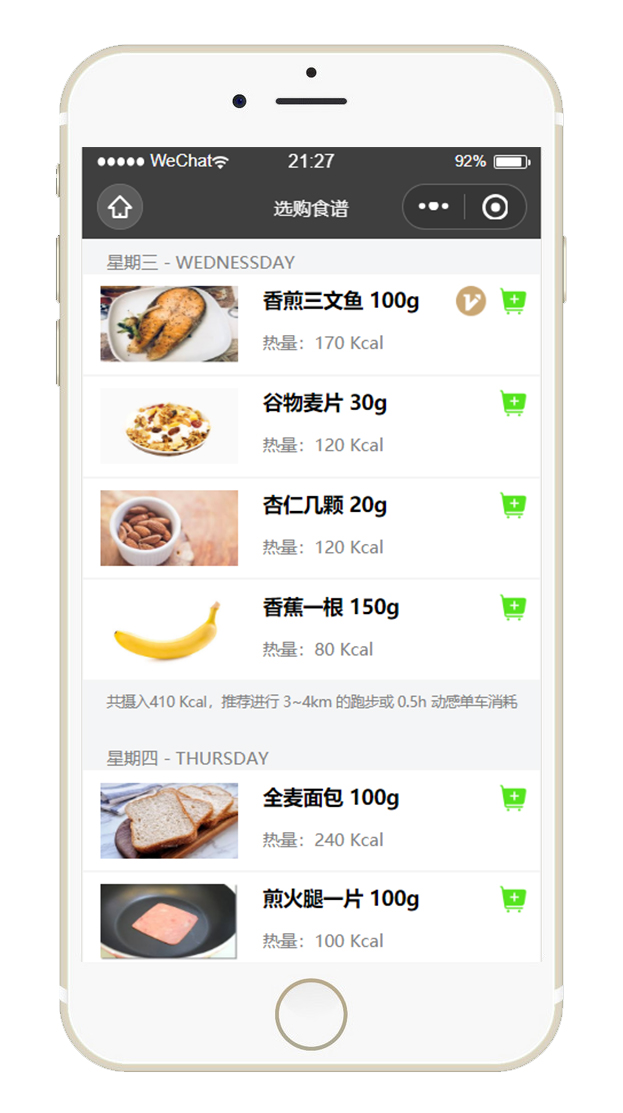 WeChat
21:27
92%
选购食谱
星期三 - WEDNESSDAY
香煎三文鱼 100g
热量：170 Kcal
谷物麦片 30g
热量：120 Kcal
杏仁几颗 20g
热量：120 Kcal
香蕉一根 150g
热量：80 Kcal
共摄入410 Kcal，推荐进行 3~4km 的跑步或 0.5h 动感单车消耗
星期四 - THURSDAY
全麦面包 100g
热量：240 Kcal
煎火腿一片 100g
热量：100 Kcal